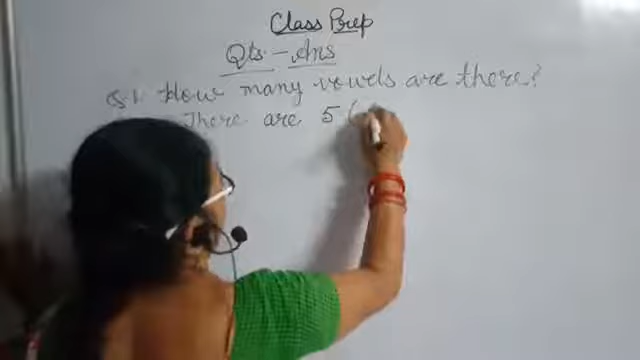 Class Prep
Qts - Ans
Q1. How many vowels are there?
There are 5 (